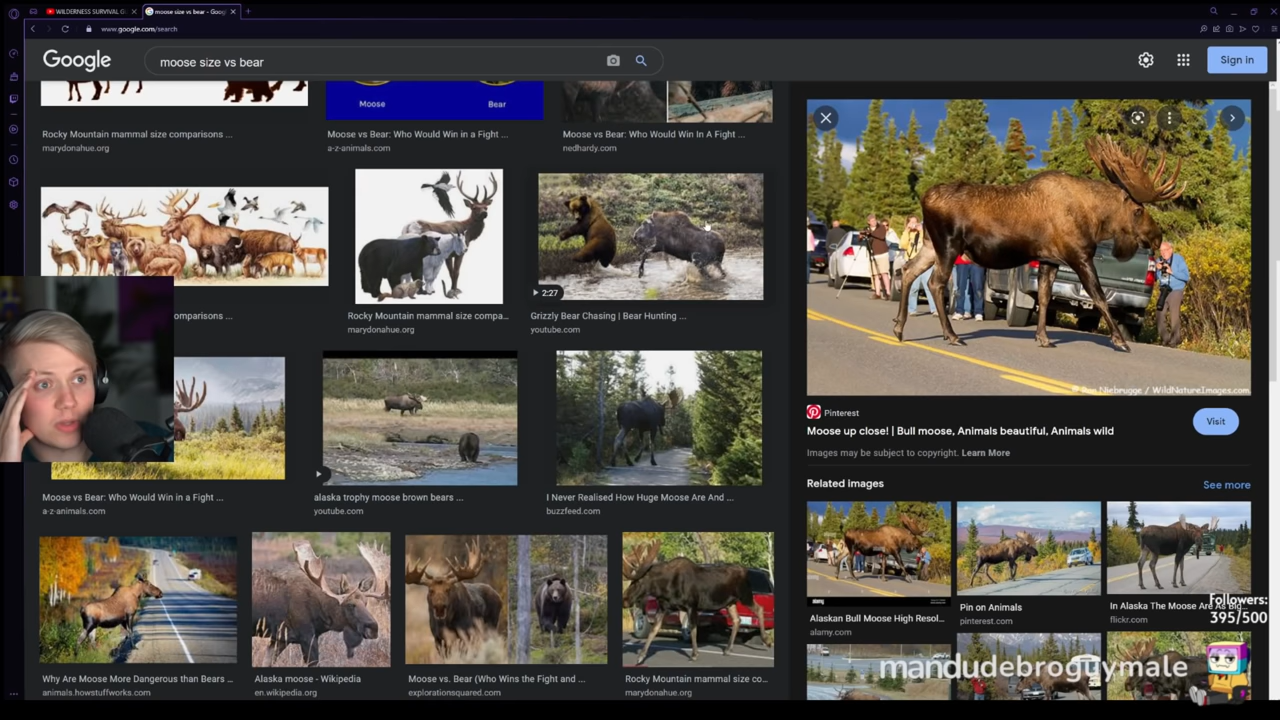 WILDERNESS SURVIVAL G
moose size vs bear - Goog
www.google.com/search
Google
moose size vs bear
Sign in
Moose
Bear
Rocky Mountain mammal size comparisons ...
marydonahue.org
Moose vs Bear: Who Would Win in a Fight ...
a-z-animals.com
Moose vs Bear: Who Would Win In A Fight ...
nedhardy.com
2:27
comparisons ...
Rocky Mountain mammal size compa...
marydonahue.org
Grizzly Bear Chasing | Bear Hunting ...
youtube.com
© Ron Niebrugge / WildNatureImages.com
Pinterest
Moose up close! | Bull moose, Animals beautiful, Animals wild
Visit
Images may be subject to copyright. Learn More
Related images
See more
Moose vs Bear: Who Would Win in a Fight ...
a-z-animals.com
alaska trophy moose brown bears ...
youtube.com
I Never Realised How Huge Moose Are And ...
buzzfeed.com
alamy
Alaskan Bull Moose High Resol...
alamy.com
Pin on Animals
pinterest.com
In Alaska The Moose Are As Big...
flickr.com
Followers:
395/500
Why Are Moose More Dangerous than Bears ...
animals.howstuffworks.com
Alaska moose - Wikipedia
en.wikipedia.org
Moose vs. Bear (Who Wins the Fight and ...
explorationsquared.com
Rocky Mountain mammal size co...
marydonahue.org
mandudebroguymale